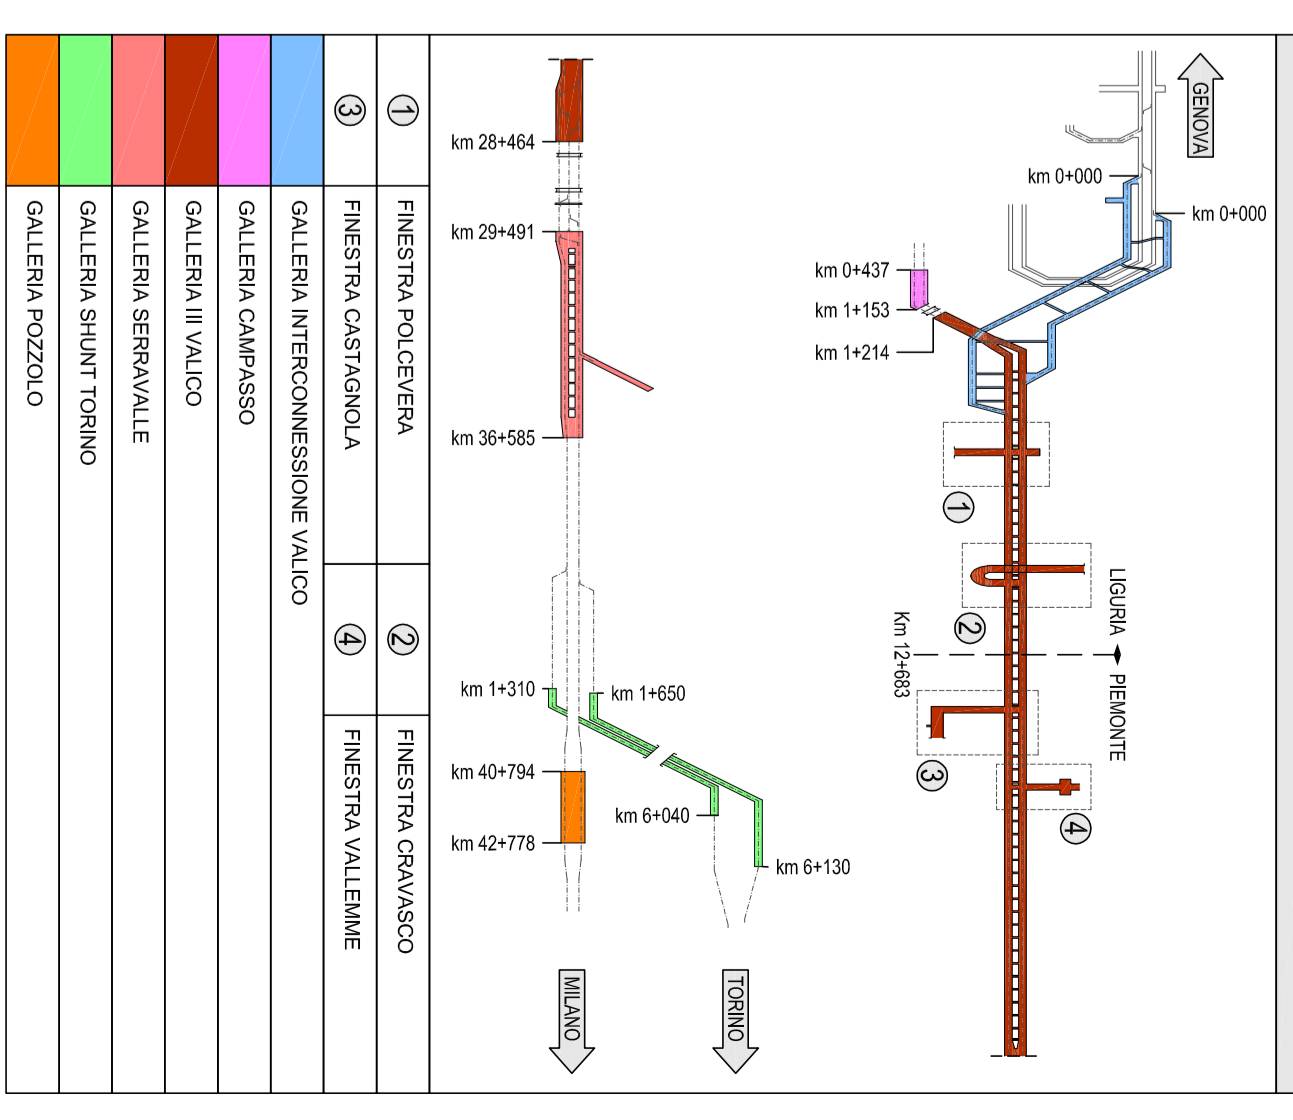 GENOVA
km 0+000
km 0+000
km 0+437
km 1+153
km 1+214
1
2
LIGURIA PIEMONTE
Km 12+683
3
4
km 28+464
km 29+491
km 36+585
km 1+310
km 1+650
km 40+794
km 42+778
km 6+040
km 6+130
MILANO
TORINO
1 FINESTRA POLCEVERA
2 FINESTRA CRAVASCO
3 FINESTRA CASTAGNOLA
4 FINESTRA VALLEMME
GALLERIA INTERCONNESSIONE VALICO
GALLERIA CAMPASSO
GALLERIA III VALICO
GALLERIA SERRAVALLE
GALLERIA SHUNT TORINO
GALLERIA POZZOLO